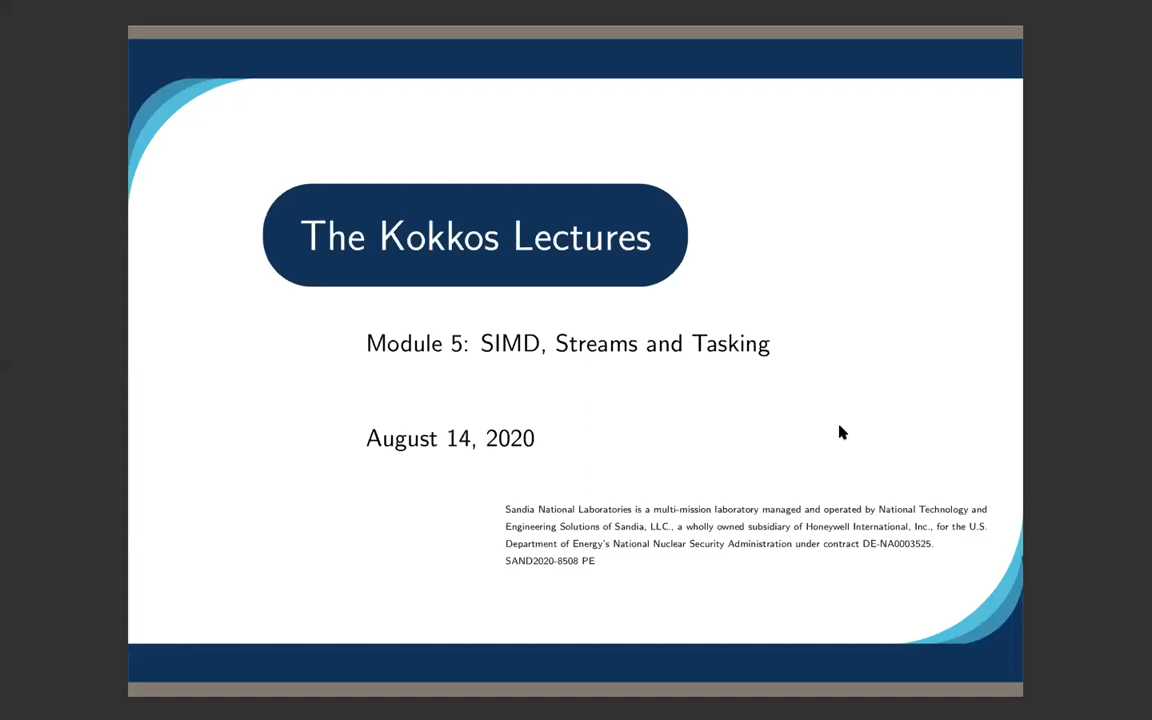 The Kokkos Lectures
Module 5: SIMD, Streams and Tasking
August 14, 2020
Sandia National Laboratories is a multi-mission laboratory managed and operated by National Technology and
Engineering Solutions of Sandia, LLC., a wholly owned subsidiary of Honeywell International, Inc., for the U.S.
Department of Energy's National Nuclear Security Administration under contract DE-NA0003525.
SAND2020-8508 PE